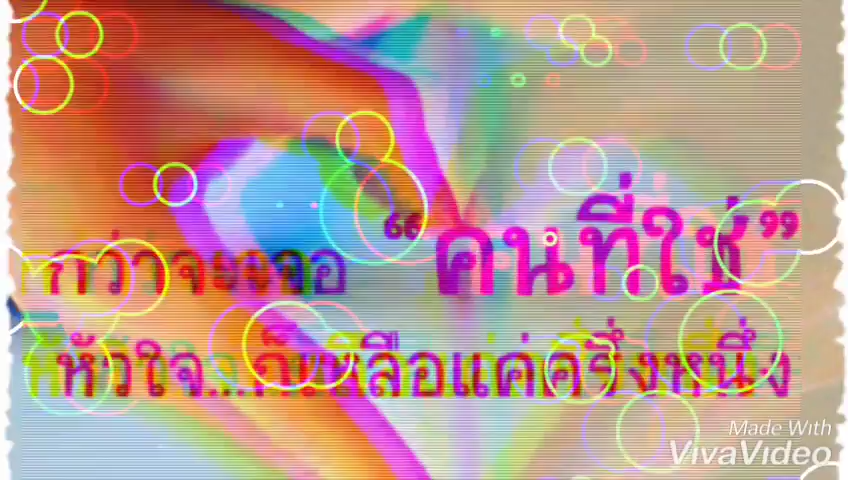 กว่าจะจจอ “คนที่ใช่”
หัวใจ...ก็เหลือแค่ครึ่งหนึ่ง
Made With
VivaVideo